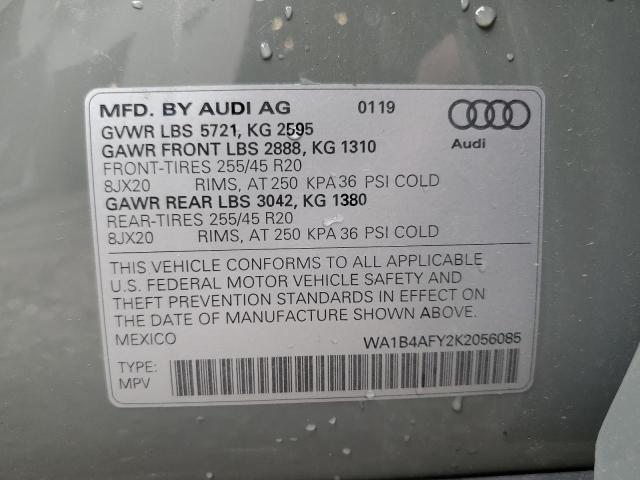 MFD. BY AUDI AG 0119
GVWR LBS 5721, KG 2595
GAWR FRONT LBS 2888, KG 1310
Audi
FRONT-TIRES 255/45 R20
8JX20 RIMS, AT 250 KPA 36 PSI COLD
GAWR REAR LBS 3042, KG 1380
REAR-TIRES 255/45 R20
8JX20 RIMS, AT 250 KPA 36 PSI COLD
THIS VEHICLE CONFORMS TO ALL APPLICABLE
U.S. FEDERAL MOTOR VEHICLE SAFETY AND
THEFT PREVENTION STANDARDS IN EFFECT ON
THE DATE OF MANUFACTURE SHOWN ABOVE.
MEXICO WA1B4AFY2K2056085
TYPE:
MPV